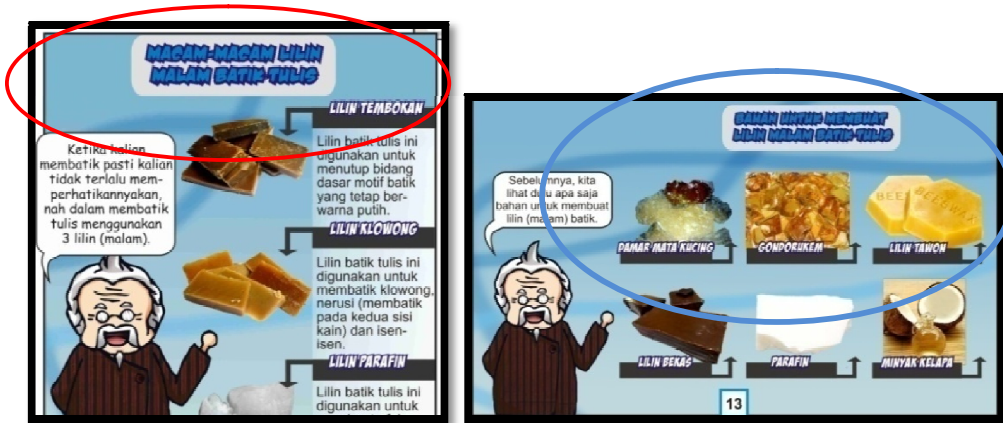 MACAM-MACAM LILIN
MALAM BATIK TULIS
LILIN TEMBOKAN
Lilin batik tulis ini
digunakan untuk
menutup bidang
dasar motif batik
yang tetap ber-
warna putih.
Ketika kalian
membatik pasti kalian
tidak terlalu mem-
perhatikannyakan,
nah dalam membatik
tulis menggunakan
3 lilin (malam).
LILIN KLOWONG
Lilin batik tulis ini
digunakan untuk
membatik klowong,
nerusi (membatik
pada kedua sisi
kain) dan isen-
isen.
LILIN PARAFIN
Lilin batik tulis ini
digunakan untuk
BAHAN UNTUK MEMBUAT
LILIN MALAM BATIK TULIS
Sebelumnya, kita
lihat dulu apa saja
bahan untuk membuat
lilin (malam) batik.
DAMAR MATA KUCING
GONDORUKEM
LILIN TAWON
LILIN BEKAS
PARAFIN
MINYAK KELAPA
13